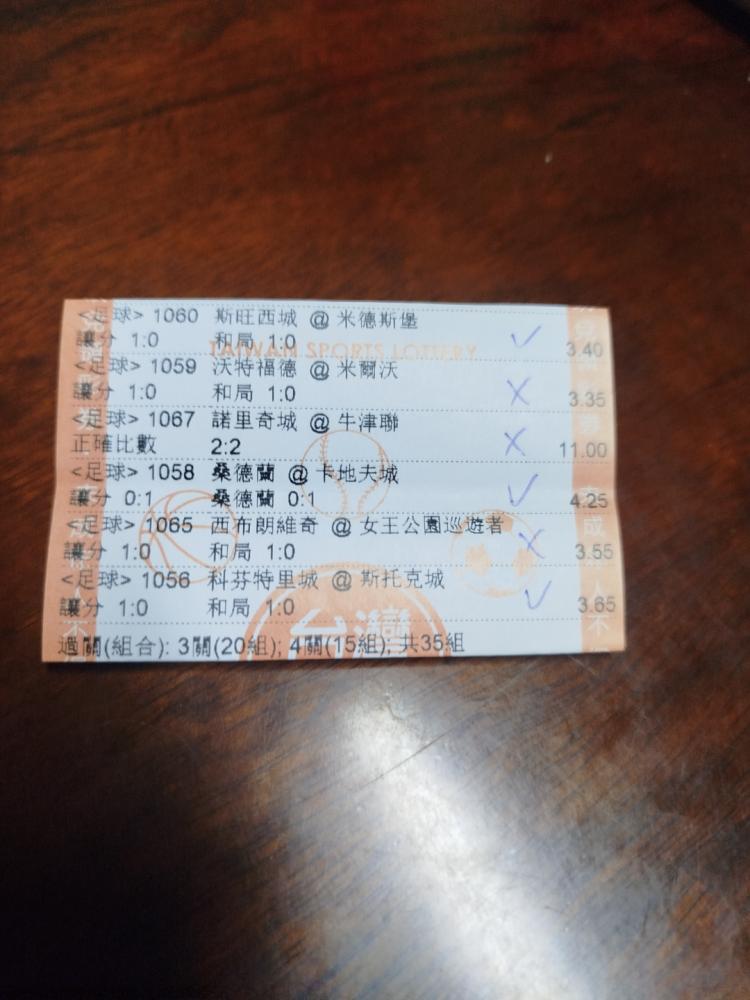 <足球> 1060 斯旺西城 @ 米德斯堡
讓分 1:0 和局 1:0 3.40
TAIWAN SPORTS LOTTERY
<足球> 1059 沃特福德 @ 米爾沃
讓分 1:0 和局 1:0 3.35
<足球> 1067 諾里奇城 @ 牛津聯
正確比數 2:2 11.00
<足球> 1058 桑德蘭 @ 卡地夫城
讓分 0:1 桑德蘭 0:1 4.25
<足球> 1065 西布朗維奇 @ 女王公園巡遊者
讓分 1:0 和局 1:0 3.55
<足球> 1056 科芬特里城 @ 斯托克城
讓分 1:0 和局 1:0 3.65
台灣
過關(組合): 3關(20組); 4關(15組); 共35組